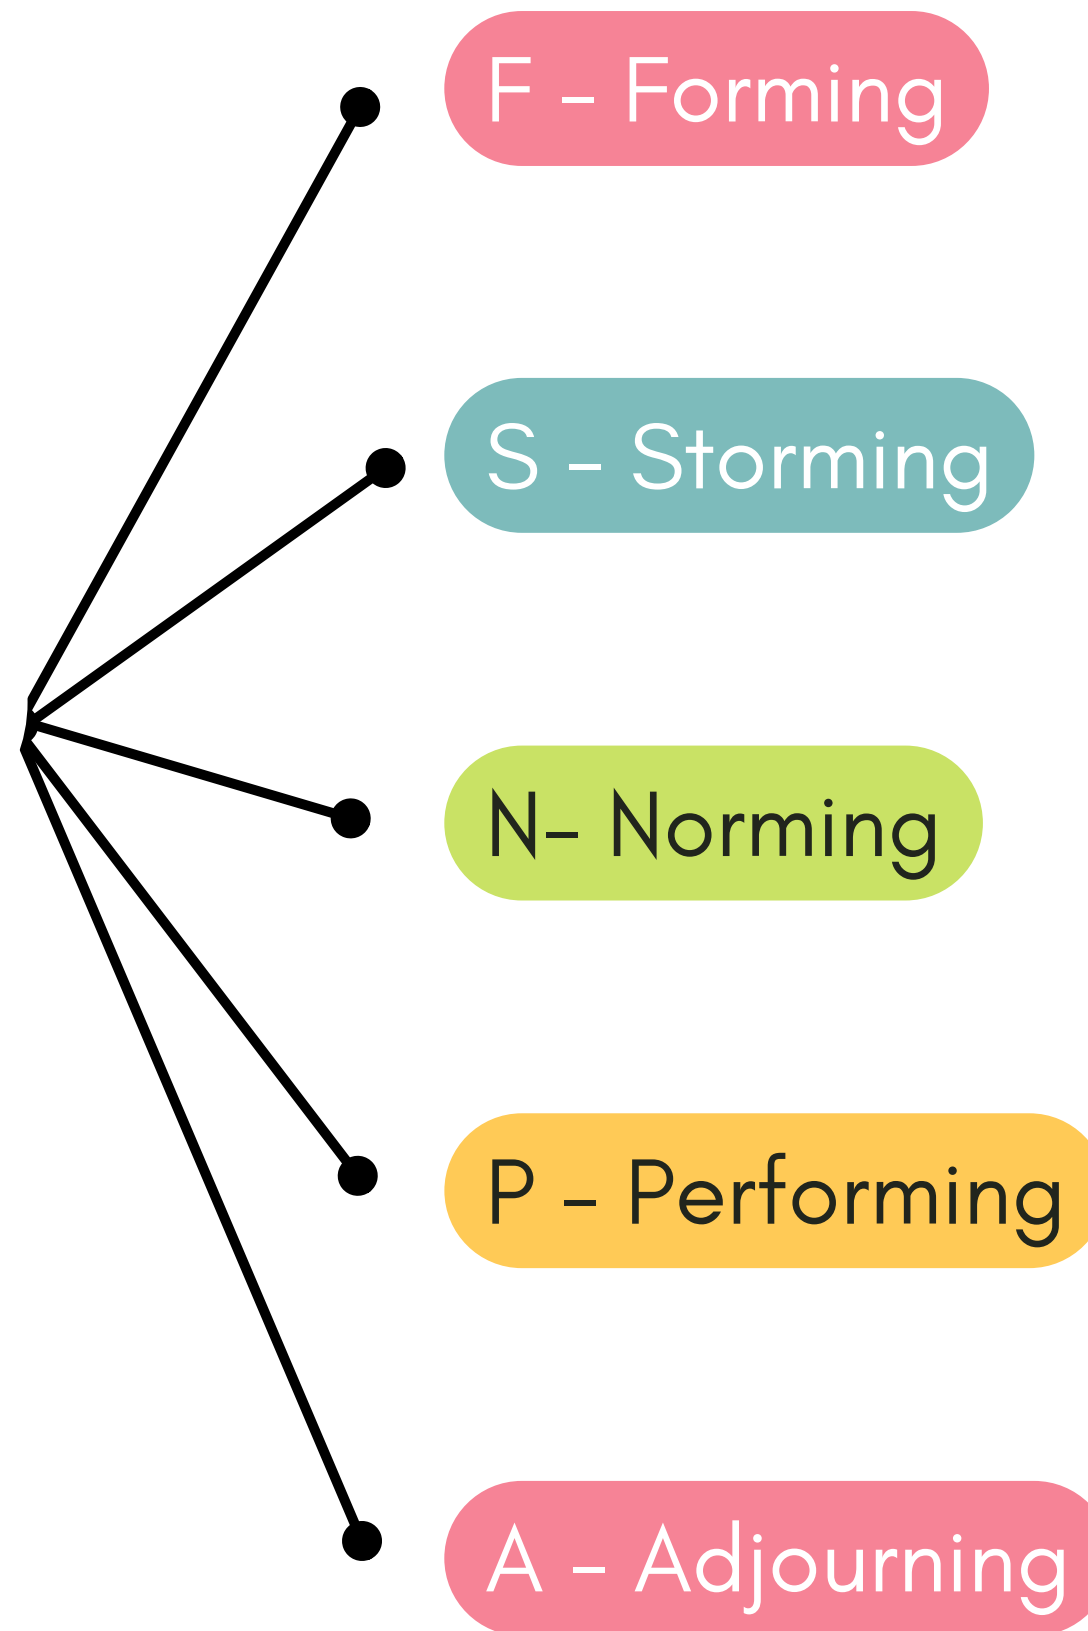 F - Forming
S - Storming
N- Norming
P - Performing
A - Adjourning